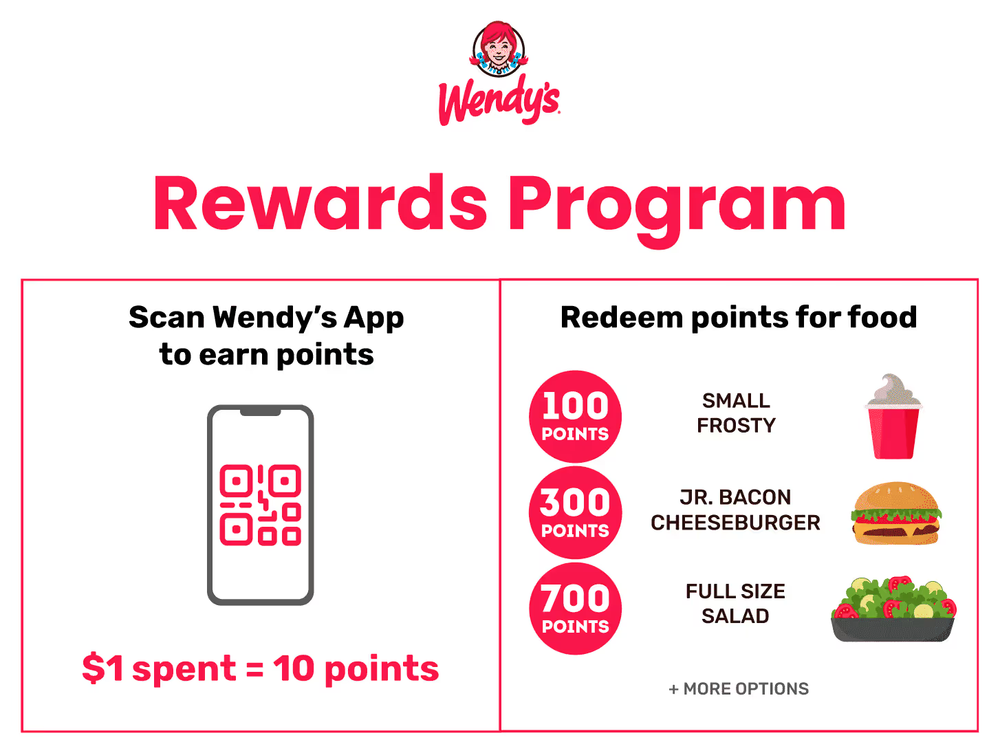 Wendy's
Rewards Program
Scan Wendy's App
to earn points
$1 spent = 10 points
Redeem points for food
100
POINTS
SMALL
FROSTY
300
POINTS
JR. BACON
CHEESEBURGER
700
POINTS
FULL SIZE
SALAD
+ MORE OPTIONS